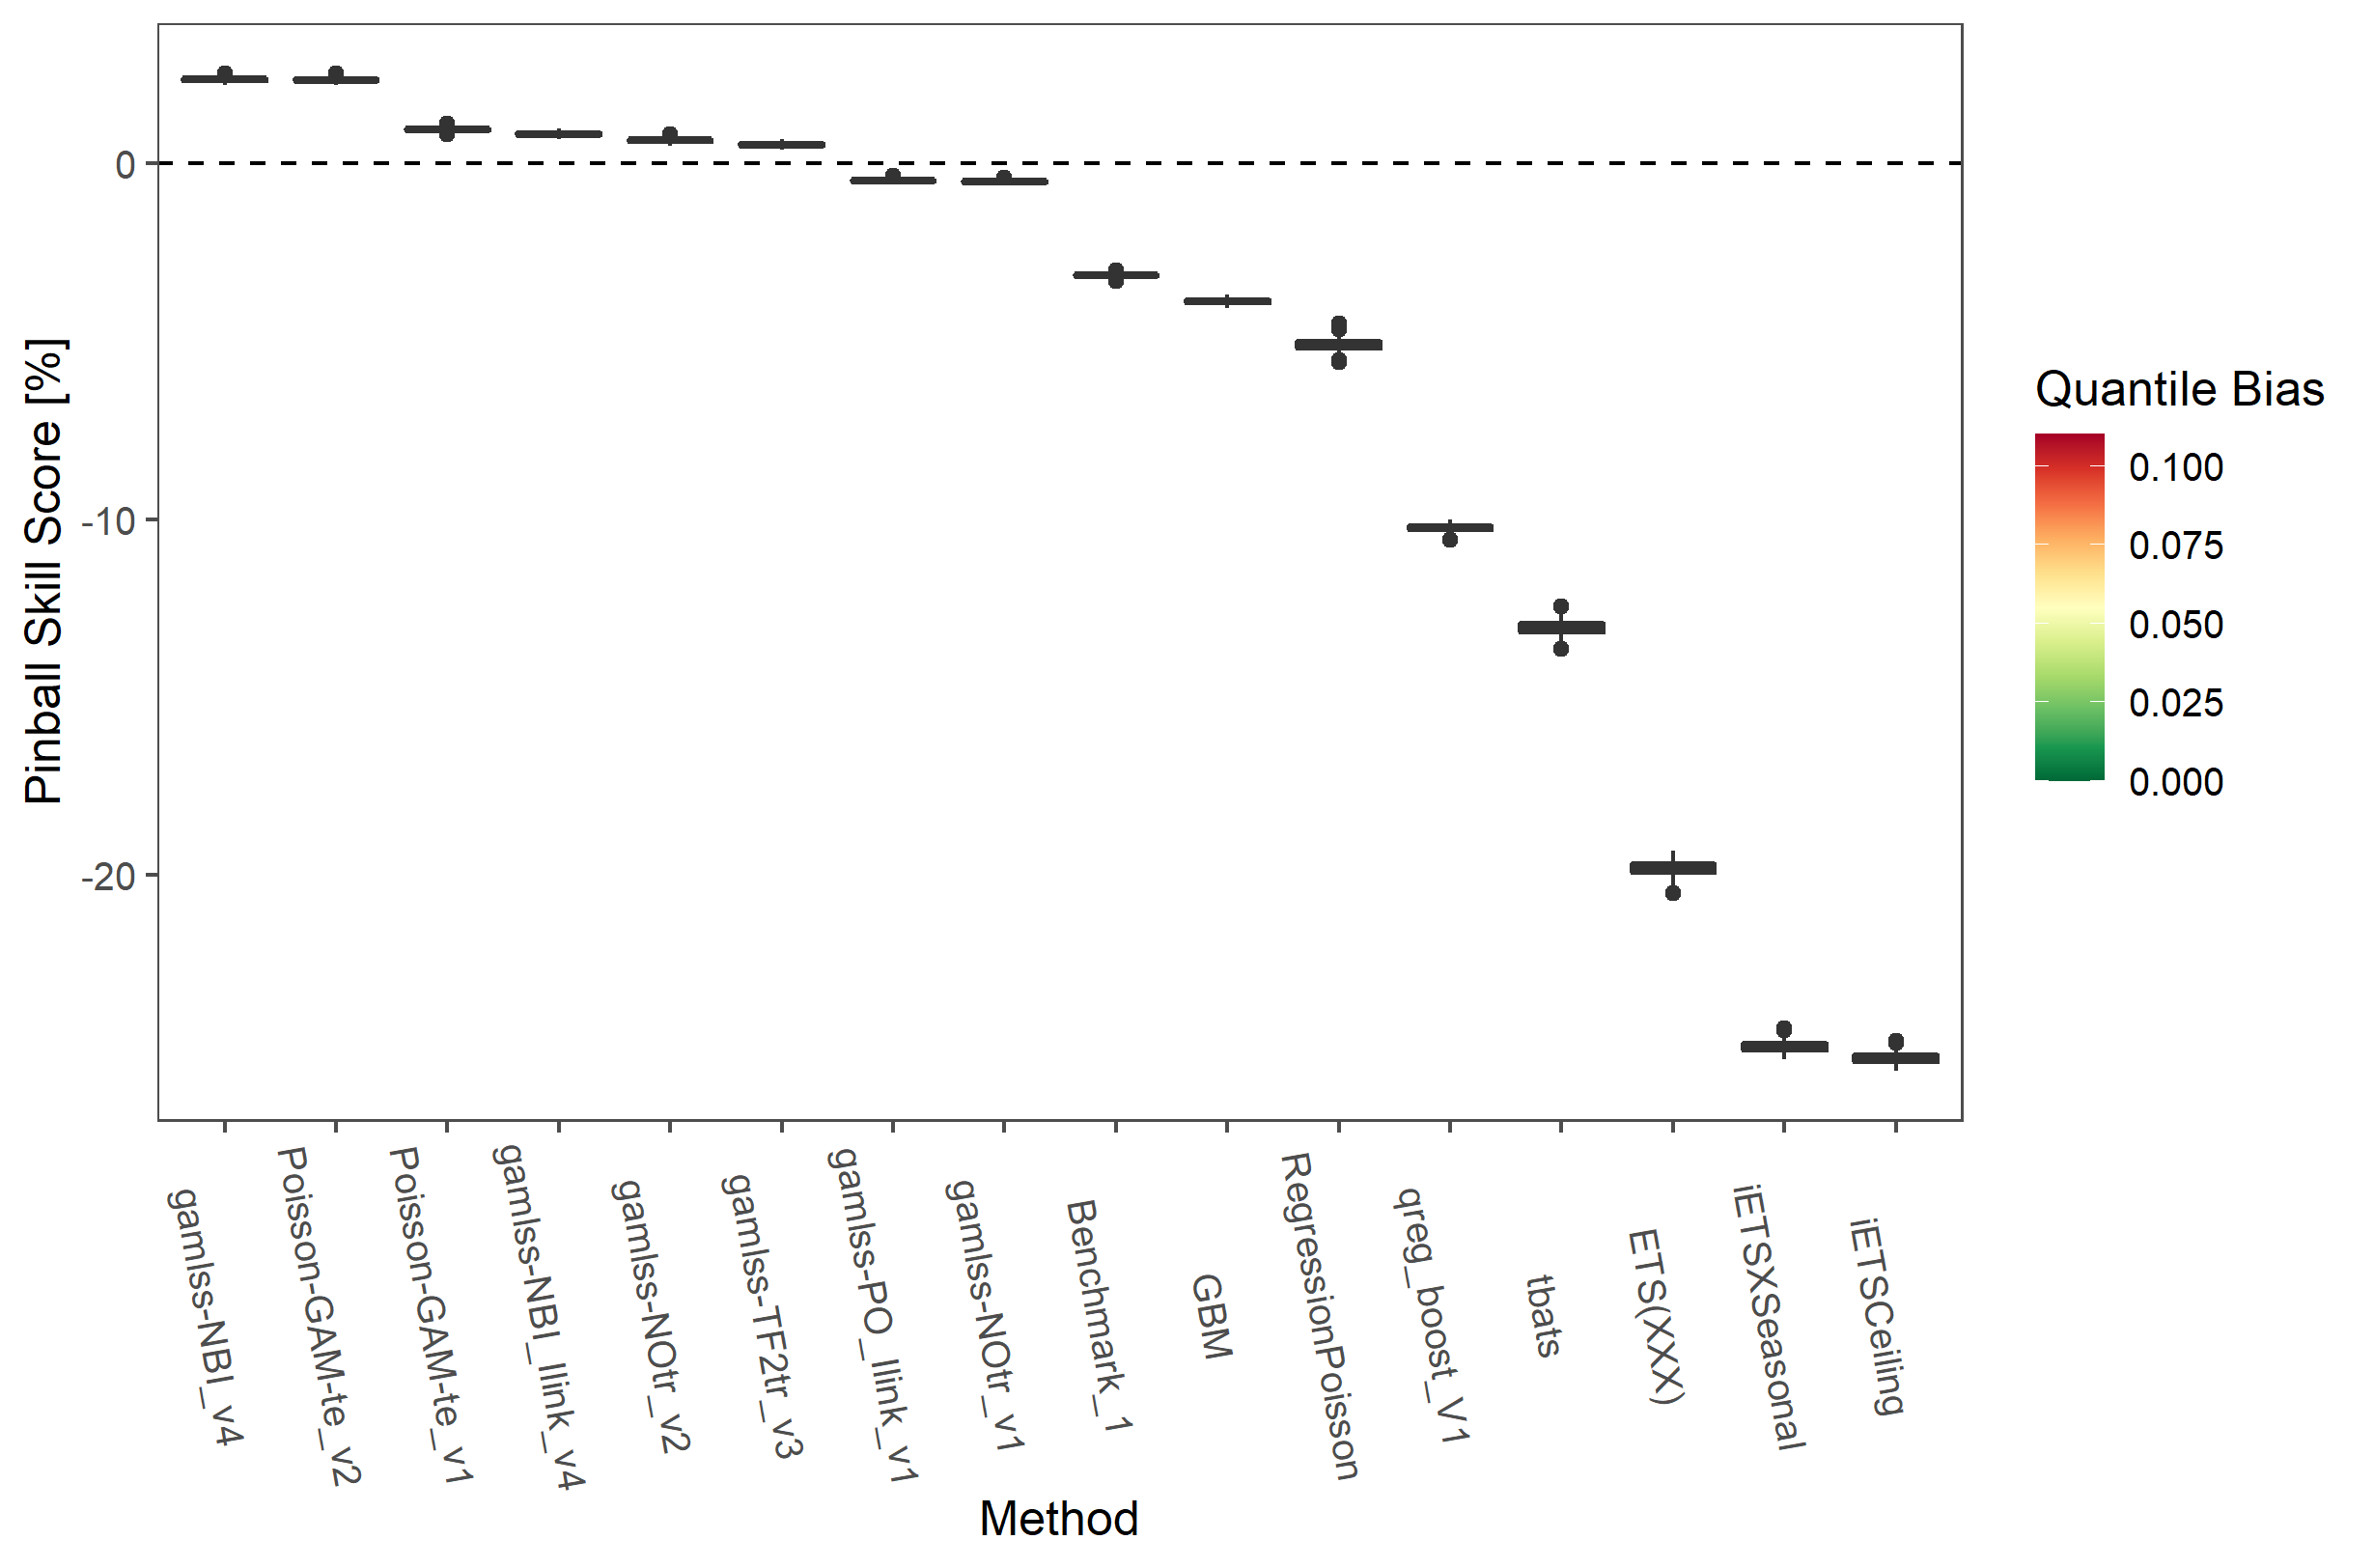 Pinball Skill Score [%]
0
-10
-20
gamlss-NBI_v4
Poisson-GAM-te_v2
Poisson-GAM-te_v1
gamlss-NBI_llink_v4
gamlss-NOtr_v2
gamlss-TF2tr_v3
gamlss-PO_llink_v1
gamlss-NOtr_v1
Benchmark_1
GBM
RegressionPoisson
qreg_boost_V1
tbats
ETS(XXX)
iETSXSeasonal
iETSCeiling
Method
Quantile Bias
0.100
0.075
0.050
0.025
0.000